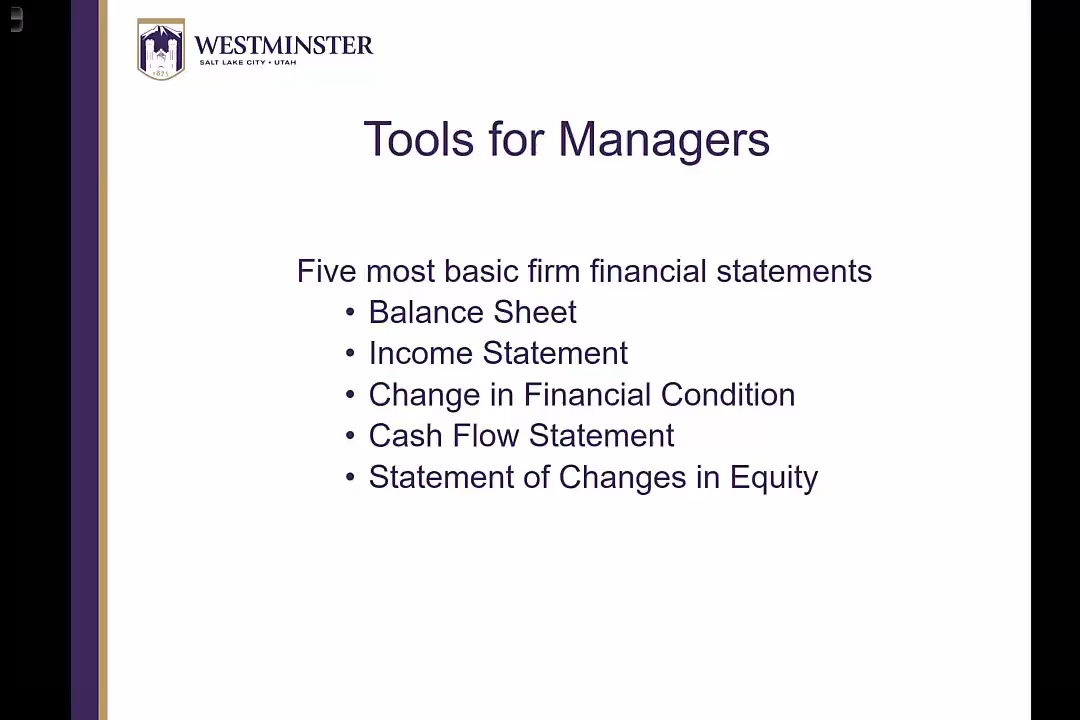 WESTMINSTER
SALT LAKE CITY • UTAH
1875
Tools for Managers
Five most basic firm financial statements
• Balance Sheet
• Income Statement
• Change in Financial Condition
• Cash Flow Statement
• Statement of Changes in Equity